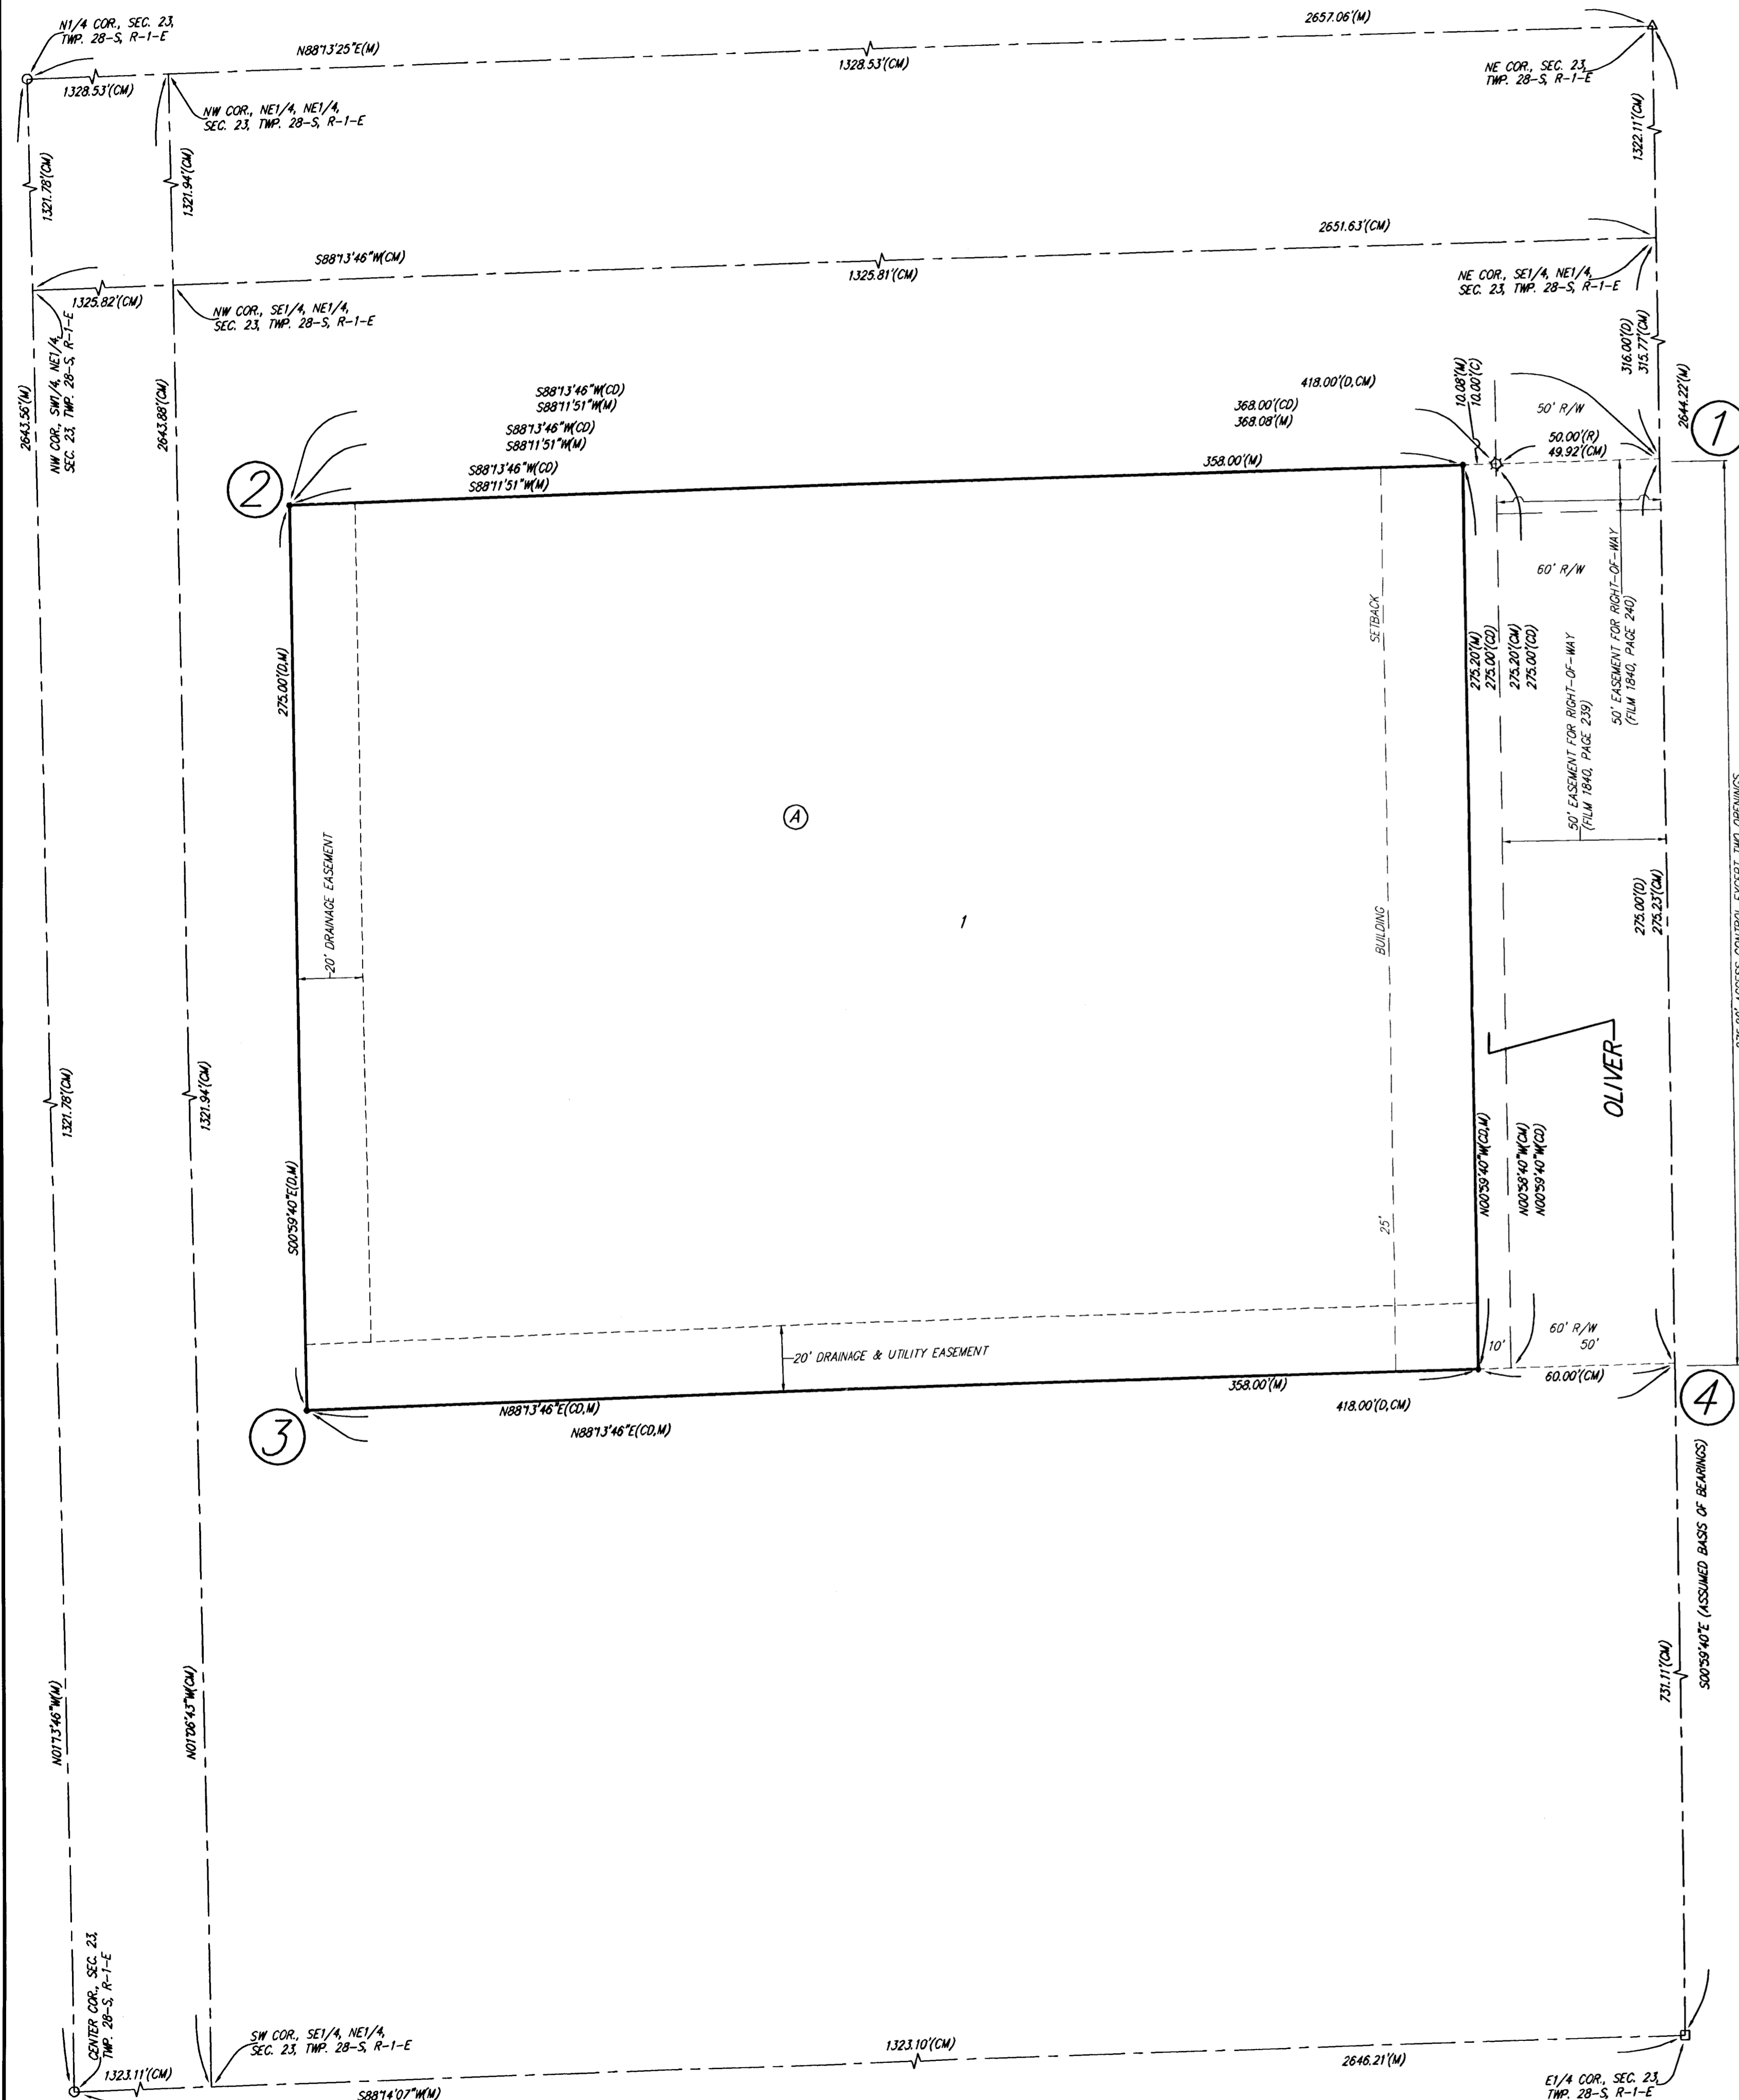 N1/4 COR., SEC. 23,
TWP. 28-S, R-1-E
N88°13'25"E(M)
2657.06'(M)
1328.53'(CM)
1328.53'(CM)
NE COR., SEC. 23,
TWP. 28-S, R-1-E
NW COR., NE1/4, NE1/4,
SEC. 23, TWP. 28-S, R-1-E
1321.78'(CM)
1321.94'(CM)
1322.11'(CM)
S88°13'46"W(CM)
2651.63'(CM)
1325.82'(CM)
1325.81'(CM)
NW COR., SE1/4, NE1/4,
SEC. 23, TWP. 28-S, R-1-E
NE COR., SE1/4, NE1/4,
SEC. 23, TWP. 28-S, R-1-E
NW COR., SW1/4, NE1/4,
SEC. 23, TWP. 28-S, R-1-E
2643.56'(M)
2643.88'(CM)
316.00'(D)
315.77'(CM)
2644.22'(M)
S88°13'46"W(CD)
S88°11'51"W(M)
418.00'(D,CM)
S88°13'46"W(CD)
S88°11'51"W(M)
368.00'(CD)
368.08'(M)
S88°13'46"W(CD)
S88°11'51"W(M)
358.00'(M)
10.08'(M)
10.00'(C)
50' R/W
50.00'(R)
49.92'(CM)
1
2
60' R/W
SETBACK
275.00'(D,M)
275.20'(M)
275.00'(CD)
275.20'(CM)
275.00'(CD)
50' EASEMENT FOR RIGHT-OF-WAY
(FILM 1840, PAGE 239)
50' EASEMENT FOR RIGHT-OF-WAY
(FILM 1840, PAGE 240)
A
20' DRAINAGE EASEMENT
1
BUILDING
275.00'(D)
275.23'(CM)
OLIVER
1321.78'(CM)
1321.94'(CM)
S00°59'40"E(D,M)
25'
N00°59'40"W(CD,M)
N00°58'40"W(CM)
N00°59'40"W(CD)
20' DRAINAGE & UTILITY EASEMENT
10'
60' R/W
50'
60.00'(CM)
358.00'(M)
418.00'(D,CM)
N88°13'46"E(CD,M)
N88°13'46"E(CD,M)
3
4
S00°59'40"E (ASSUMED BASIS OF BEARINGS)
731.11'(CM)
N01°13'46"W(M)
N01°06'43"W(CM)
CENTER COR., SEC. 23,
TWP. 28-S, R-1-E
SW COR., SE1/4, NE1/4,
SEC. 23, TWP. 28-S, R-1-E
1323.11'(CM)
1323.10'(CM)
2646.21'(M)
S88°14'07"W(M)
E1/4 COR., SEC. 23,
TWP. 28-S, R-1-E